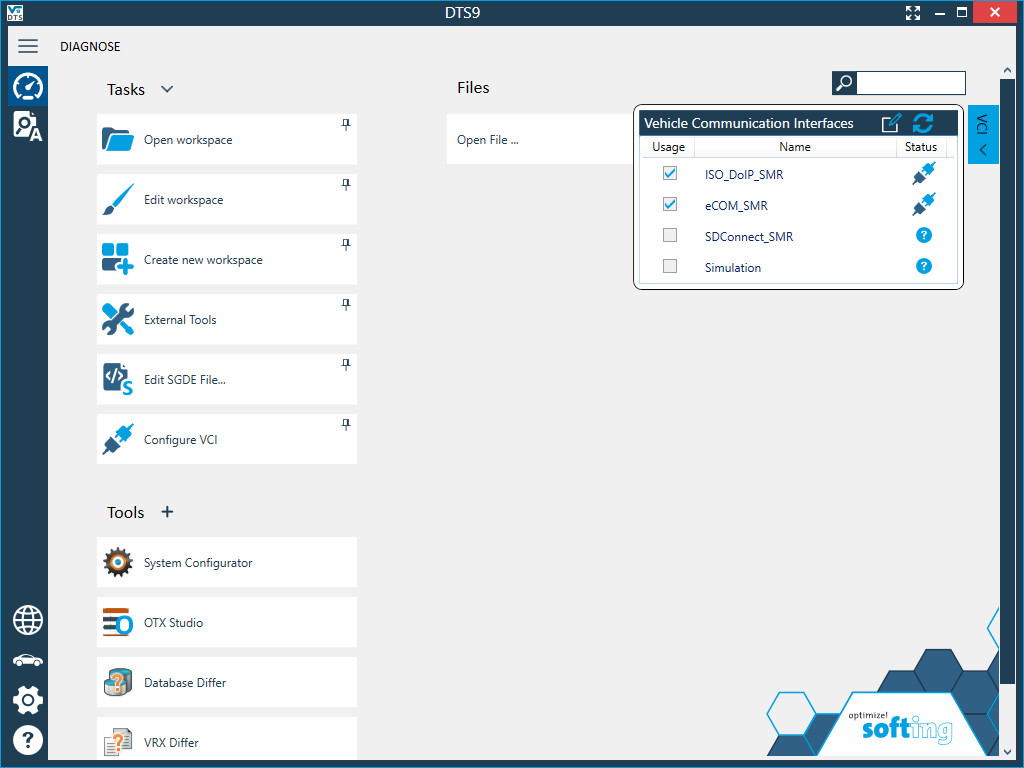 DTS9
DTS
DIAGNOSE
Tasks
Open workspace
Edit workspace
Create new workspace
External Tools
Edit SGDE File...
Configure VCI
Tools +
System Configurator
OTX Studio
Database Differ
VRX Differ
Files
Open File ...
Vehicle Communication Interfaces
Usage Name Status
ISO_DoIP_SMR
eCOM_SMR
SDConnect_SMR ?
Simulation ?
VCI
optimize!
softing